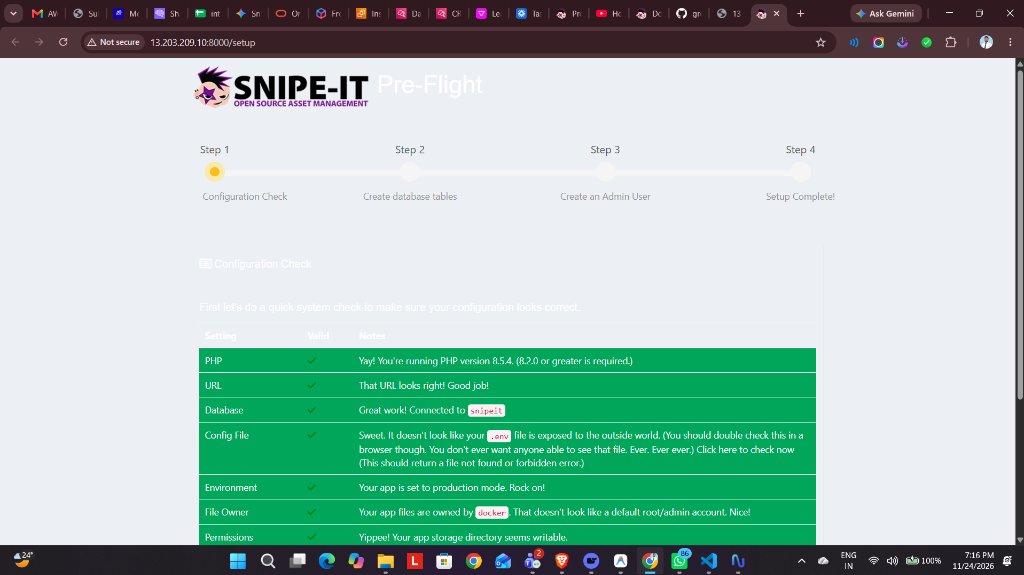 Not secure
13.203.209.10:8000/setup
Ask Gemini
SNIPE-IT
OPEN SOURCE ASSET MANAGEMENT
Pre-Flight
Step 1
Step 2
Step 3
Step 4
Configuration Check
Create database tables
Create an Admin User
Setup Complete!
Configuration Check
First let's do a quick system check to make sure your configuration looks correct.
Setting Valid Notes
PHP Yay! You're running PHP version 8.5.4. (8.2.0 or greater is required.)
URL That URL looks right! Good job!
Database Great work! Connected to snipeit
Config File Sweet. It doesn't look like your .env file is exposed to the outside world. (You should double check this in a
browser though. You don't ever want anyone able to see that file. Ever. Ever ever.) Click here to check now
(This should return a file not found or forbidden error.)
Environment Your app is set to production mode. Rock on!
File Owner Your app files are owned by docker. That doesn't look like a default root/admin account. Nice!
Permissions Yippee! Your app storage directory seems writable.
24°
2
86
ENG
IN
100%
7:16 PM
11/24/2026